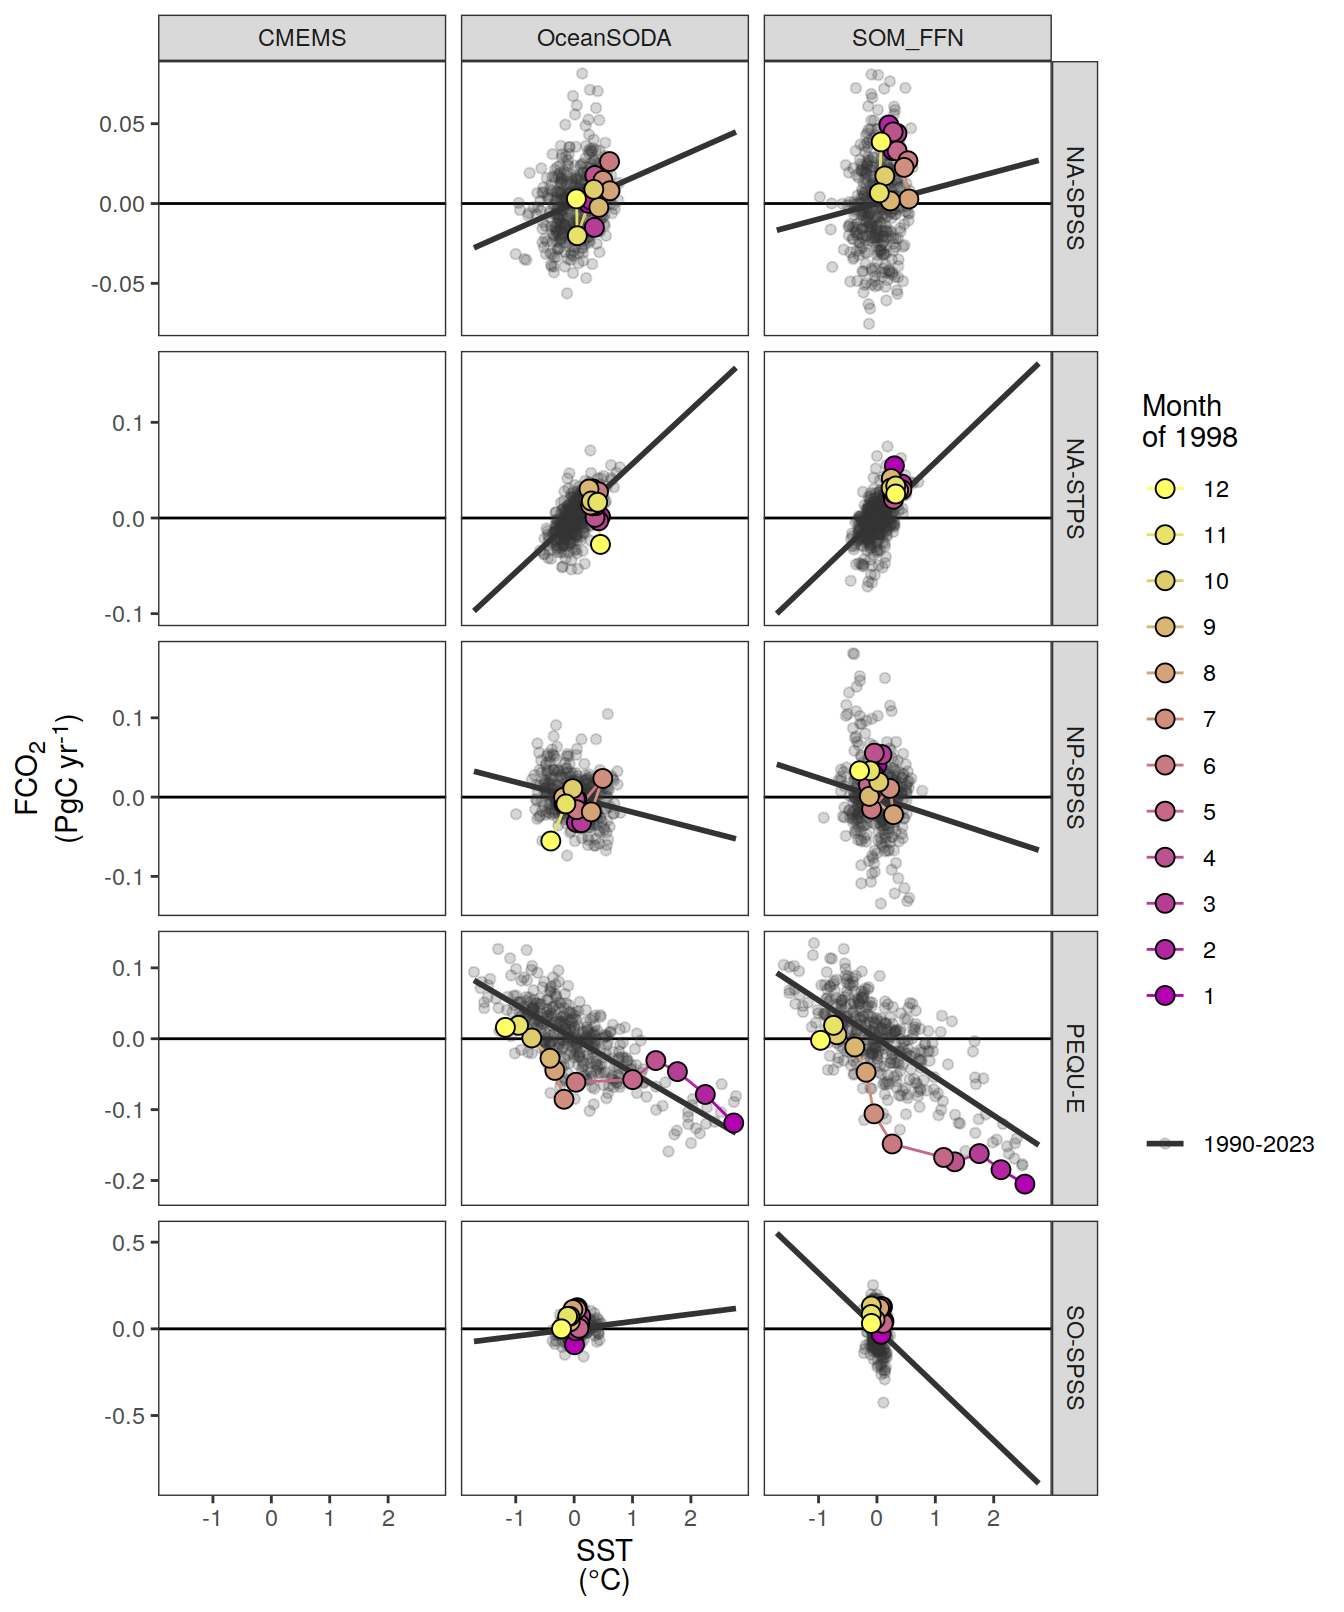 CMEMS
OceanSODA
SOM_FFN
0.05
0.00
-0.05
NA-SPSS
0.1
0.0
-0.1
NA-STPS
0.1
0.0
-0.1
NP-SPSS
0.1
0.0
-0.1
-0.2
PEQU-E
0.5
0.0
-0.5
SO-SPSS
-1 0 1 2
-1 0 1 2
-1 0 1 2
SST
(°C)
FCO₂
(PgC yr⁻¹)
Month
of 1998
12
11
10
9
8
7
6
5
4
3
2
1
1990-2023